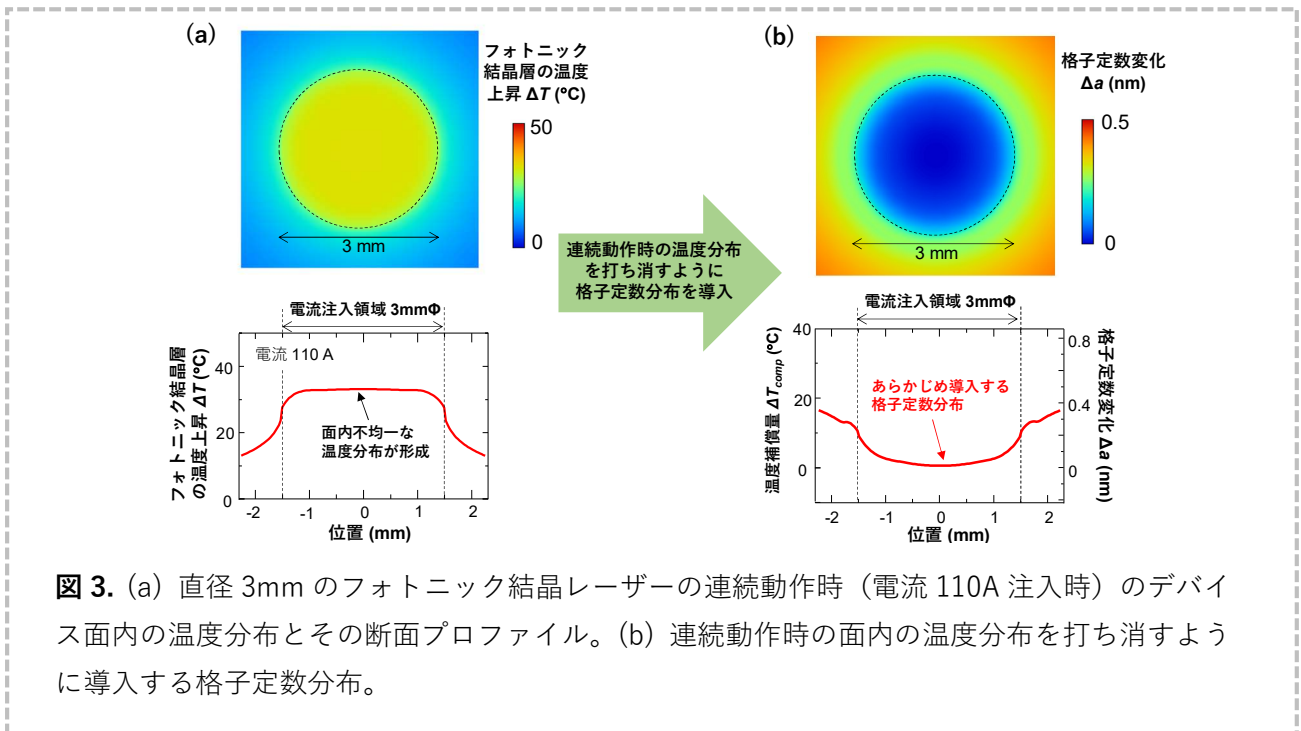 (a)
フォトニック
結晶層の温度
上昇 ΔT (°C)
50
0
3 mm
連続動作時の温度分布
を打ち消すように
格子定数分布を導入
(b)
格子定数変化
Δa (nm)
0.5
0
3 mm
電流注入領域 3mmΦ
電流 110 A
フォトニック結晶層
の温度上昇 ΔT (°C)
40
20
0
面内不均一な
温度分布が形成
-2 -1 0 1 2
位置 (mm)
電流注入領域 3mmΦ
温度補償量 ΔTcomp (°C)
40
30
20
10
0
あらかじめ導入する
格子定数分布
0.8
0.4
0
格子定数変化 Δa (nm)
-2 -1 0 1 2
位置 (mm)
図 3. (a) 直径 3mm のフォトニック結晶レーザーの連続動作時（電流 110A 注入時）のデバイ
ス面内の温度分布とその断面プロファイル。(b) 連続動作時の面内の温度分布を打ち消すよう
に導入する格子定数分布。